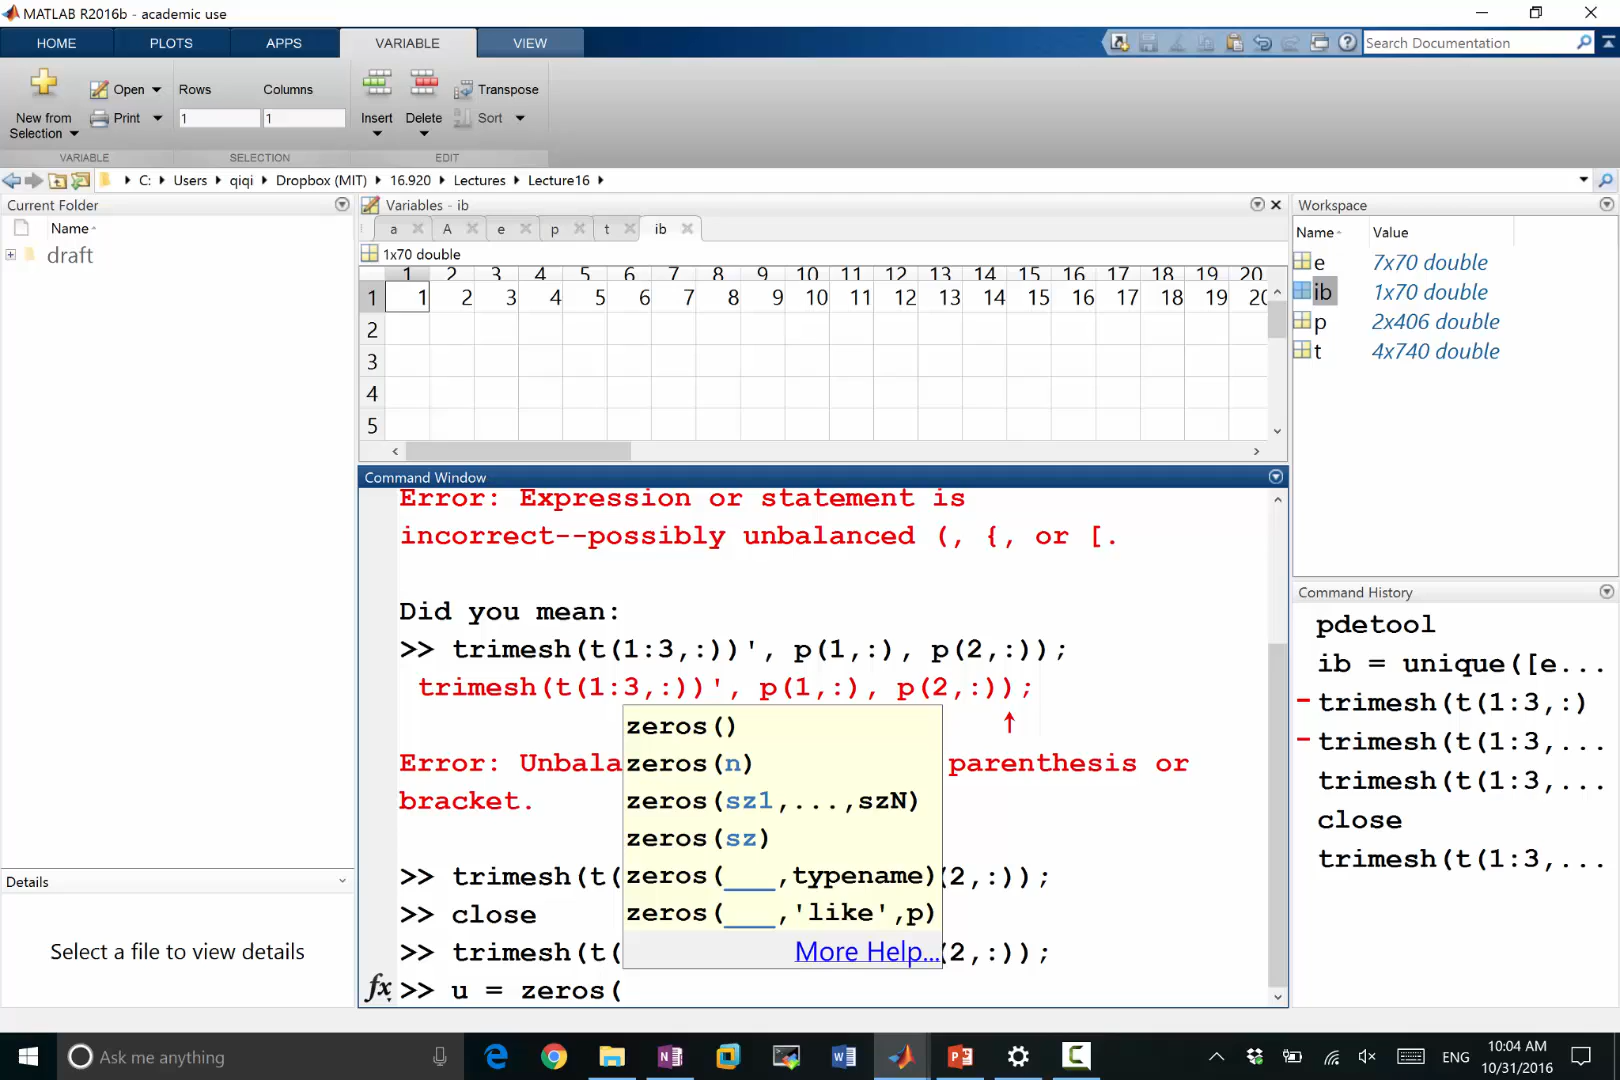 MATLAB R2016b - academic use
HOME PLOTS APPS VARIABLE VIEW
Search Documentation
New from Selection
Open
Print
Rows Columns
1 1
Insert Delete
Transpose
Sort
VARIABLE SELECTION EDIT
C: Users qiqi Dropbox (MIT) 16.920 Lectures Lecture16
Current Folder
Name
draft
Details
Select a file to view details
Variables - ib
a A e p t ib
1x70 double
1 2 3 4 5 6 7 8 9 10 11 12 13 14 15 16 17 18 19 20
1 1 2 3 4 5 6 7 8 9 10 11 12 13 14 15 16 17 18 19 20
2
3
4
5
Command Window
Error: Expression or statement is
incorrect--possibly unbalanced (, {, or [.
Did you mean:
>> trimesh(t(1:3,:))', p(1,:), p(2,:));
trimesh(t(1:3,:))', p(1,:), p(2,:));
↑
Error: Unbala parenthesis or
bracket.
>> trimesh(t( (2,:));
>> close
>> trimesh(t( (2,:));
fx >> u = zeros(
zeros()
zeros(n)
zeros(sz1,...,szN)
zeros(sz)
zeros(___,typename)
zeros(___,'like',p)
More Help...
Workspace
Name Value
e 7x70 double
ib 1x70 double
p 2x406 double
t 4x740 double
Command History
pdetool
ib = unique([e...
trimesh(t(1:3,:)
trimesh(t(1:3,...
trimesh(t(1:3,...
close
trimesh(t(1:3,...
Ask me anything
ENG
10:04 AM
10/31/2016